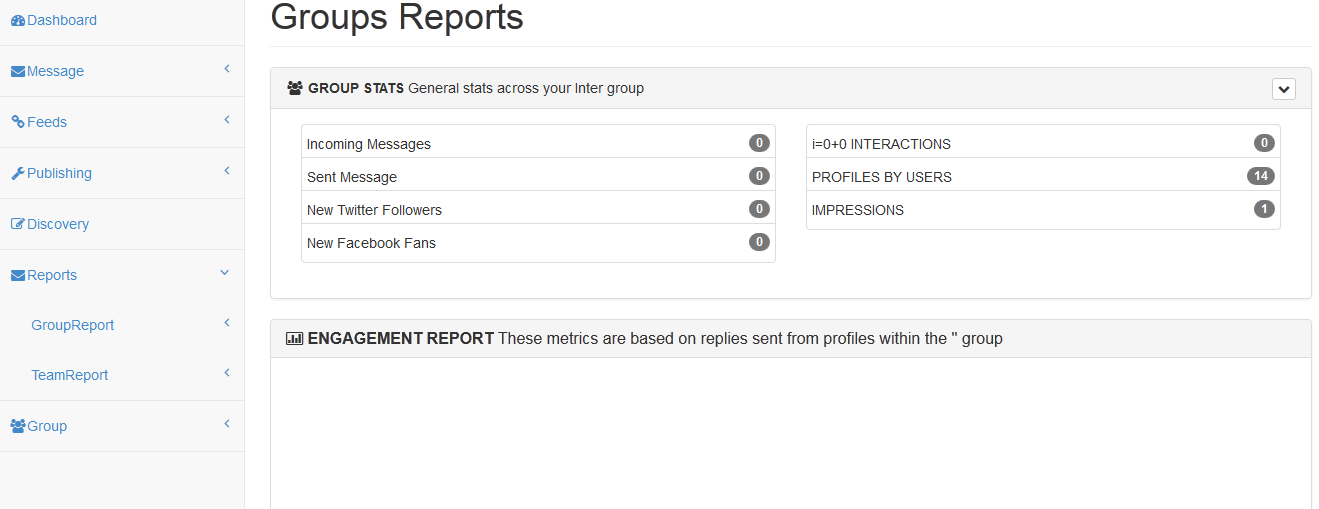 Dashboard
Message
Feeds
Publishing
Discovery
Reports
GroupReport
TeamReport
Group
Groups Reports
GROUP STATS General stats across your Inter group
Incoming Messages 0
Sent Message 0
New Twitter Followers 0
New Facebook Fans 0
i=0+0 INTERACTIONS 0
PROFILES BY USERS 14
IMPRESSIONS 1
ENGAGEMENT REPORT These metrics are based on replies sent from profiles within the '' group